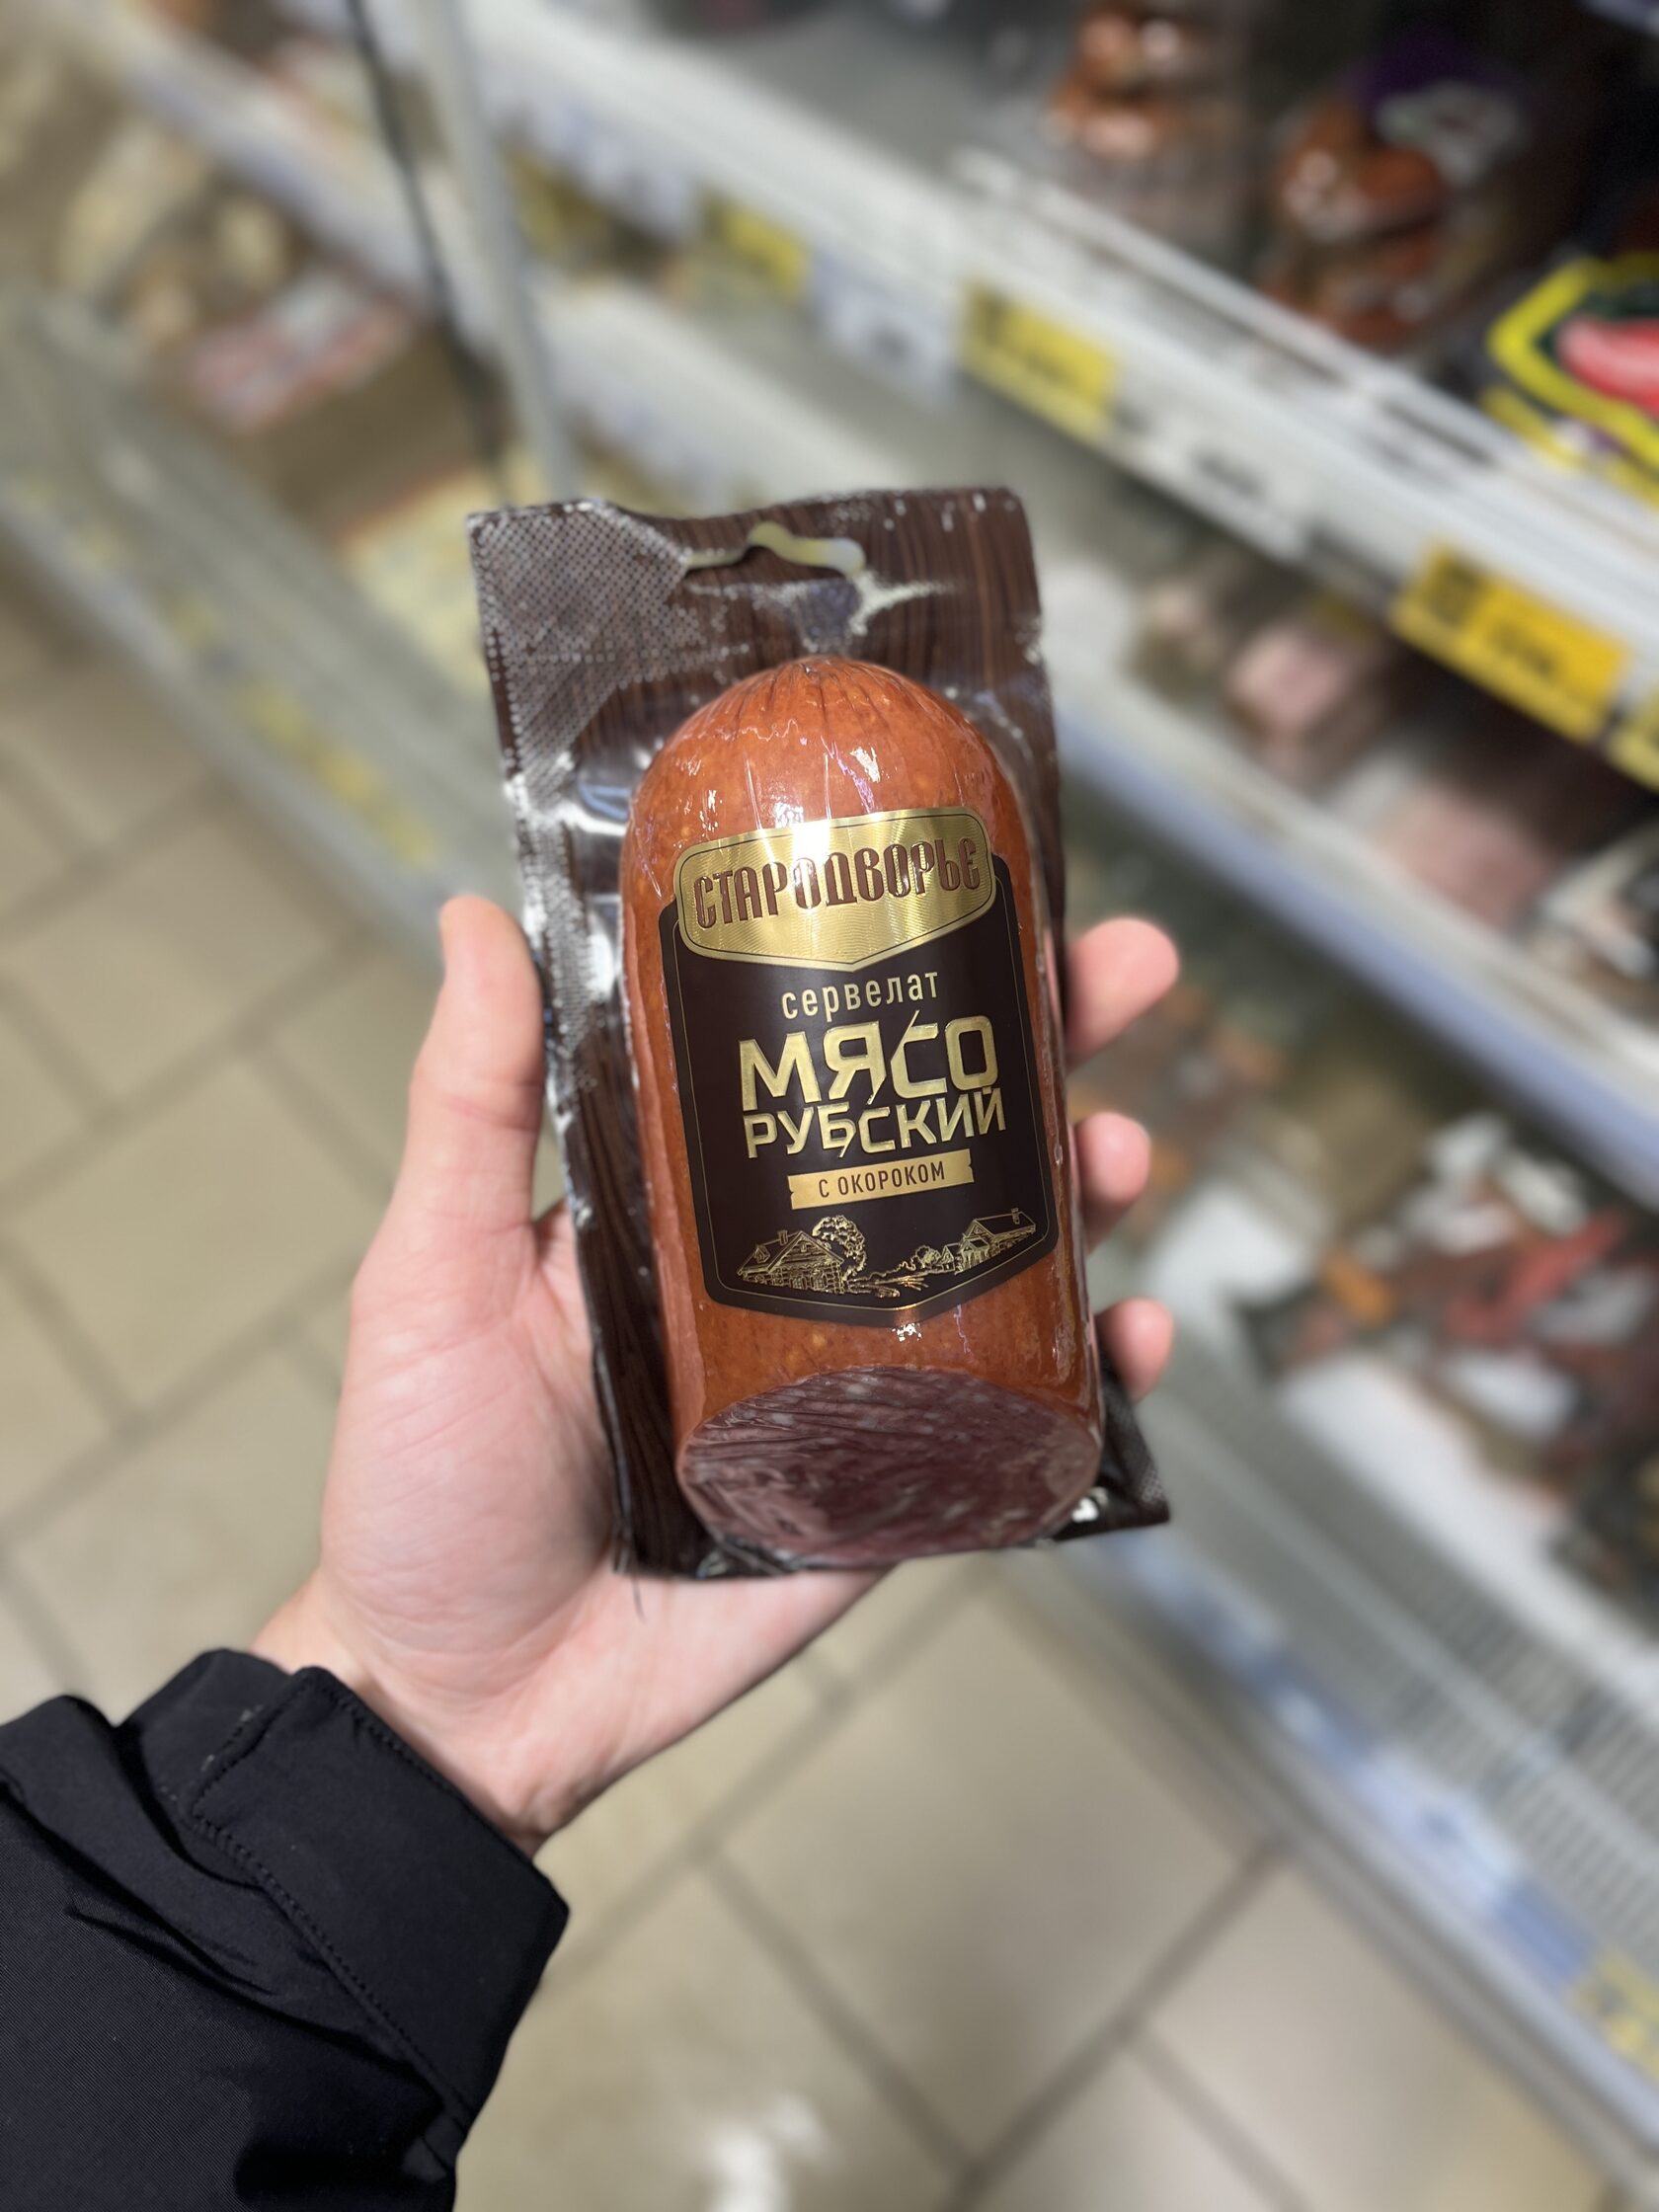 СТАРОДВОРЬЕ
сервелат
МЯСО
РУБСКИЙ
С ОКОРОКОМ